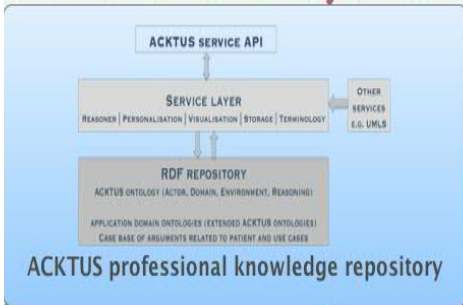 ACKTUS SERVICE API
SERVICE LAYER
REASONER | PERSONALISATION | VISUALISATION | STORAGE | TERMINOLOGY
OTHER
SERVICES
E.G. UMLS
RDF REPOSITORY
ACKTUS ONTOLOGY (ACTOR, DOMAIN, ENVIRONMENT, REASONING)
APPLICATION DOMAIN ONTOLOGIES (EXTENDED ACKTUS ONTOLOGIES)
CASE BASE OF ARGUMENTS RELATED TO PATIENT AND USE CASES
ACKTUS professional knowledge repository